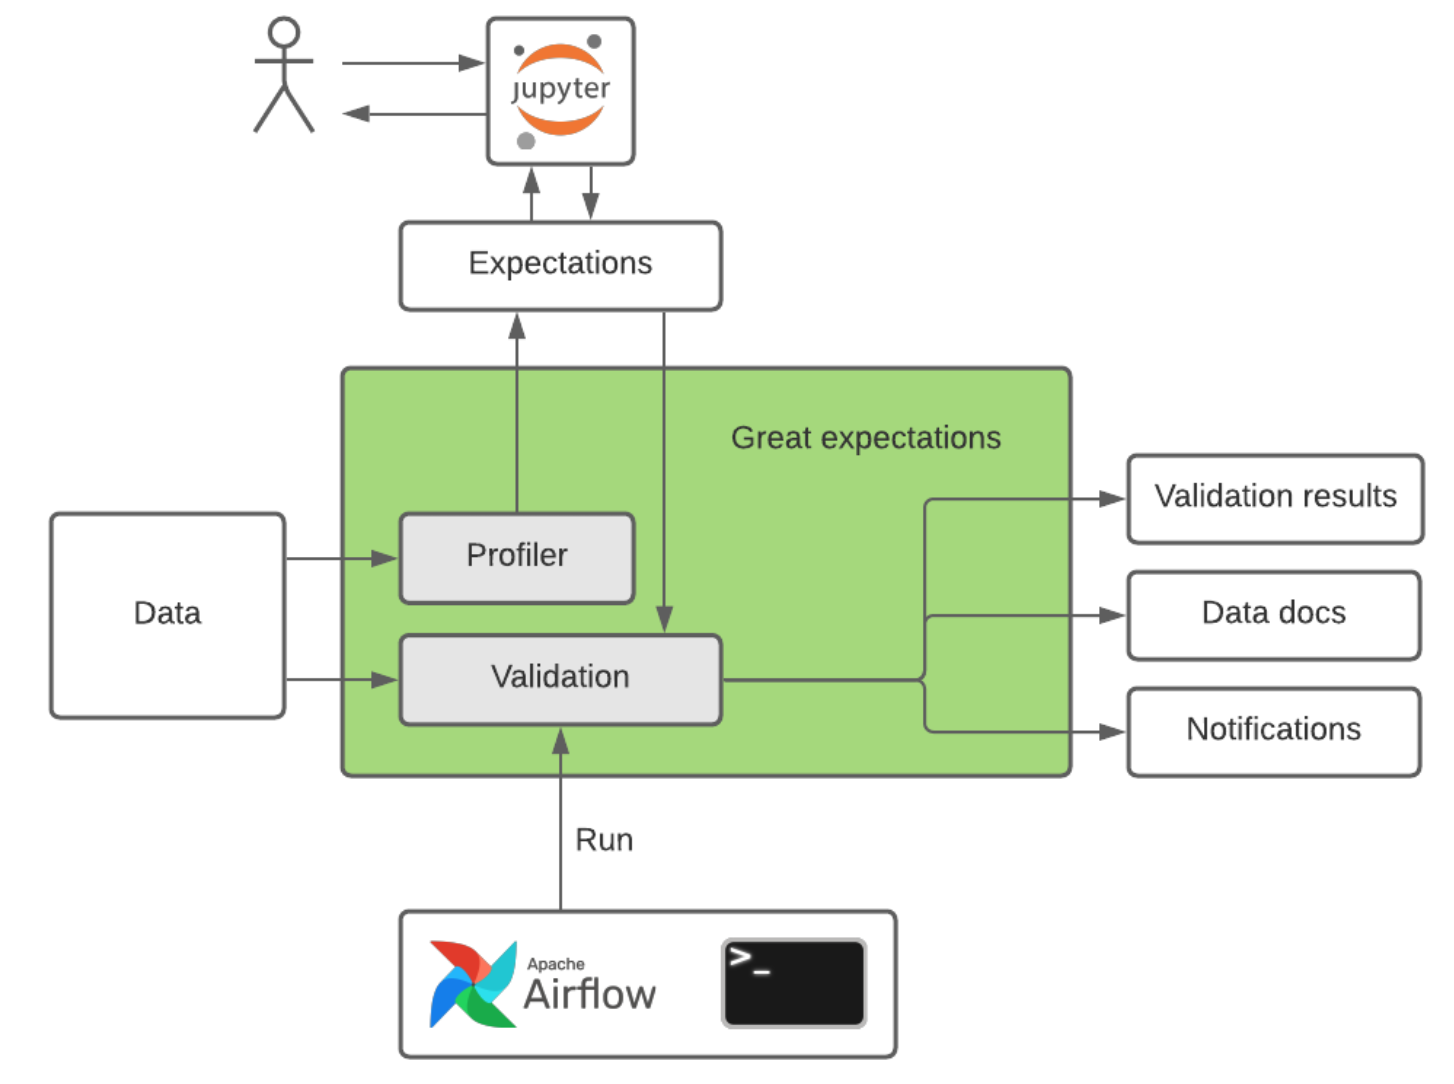 jupyter
Expectations
Great expectations
Validation results
Profiler
Data
Data docs
Validation
Notifications
Run
Apache
Airflow
>_